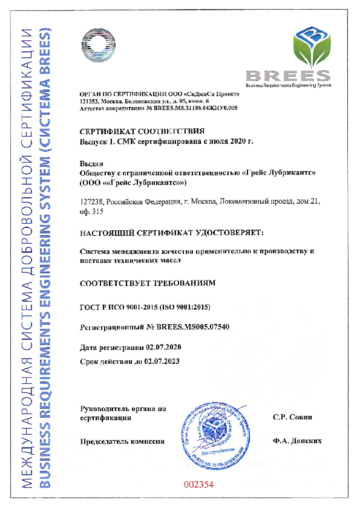 МЕЖДУНАРОДНАЯ СИСТЕМА ДОБРОВОЛЬНОЙ СЕРТИФИКАЦИИ
BUSINESS REQUIREMENTS ENGINEERING SYSTEM (СИСТЕМА BREES)
BREES
Business Requirements Engineering System
ОРГАН ПО СЕРТИФИКАЦИИ ООО «СиДжиСи Проект»
121353, Москва, Беловежская ул., д. 85, комн. 6
Аттестат аккредитации № BREES.MS.31186.04ЖЦУ0.005
СЕРТИФИКАТ СООТВЕТСТВИЯ
Выпуск 1. СМК сертифицирована с июля 2020 г.
Выдан
Обществу с ограниченной ответственностью «Грейс Лубрикантс»
(ООО ««Грейс Лубрикантс»»)
127238, Российская Федерация, г. Москва, Локомотивный проезд, дом 21,
оф. 315
НАСТОЯЩИЙ СЕРТИФИКАТ УДОСТОВЕРЯЕТ:
Система менеджмента качества применительно к производству и
поставке технических масел
СООТВЕТСТВУЕТ ТРЕБОВАНИЯМ
ГОСТ Р ИСО 9001-2015 (ISO 9001:2015)
Регистрационный № BREES.MS005.07540
Дата регистрации 02.07.2020
Срок действия до 02.07.2023
Руководитель органа по
сертификации
С.Р. Совин
Председатель комиссии
Ф.А. Донских
002354